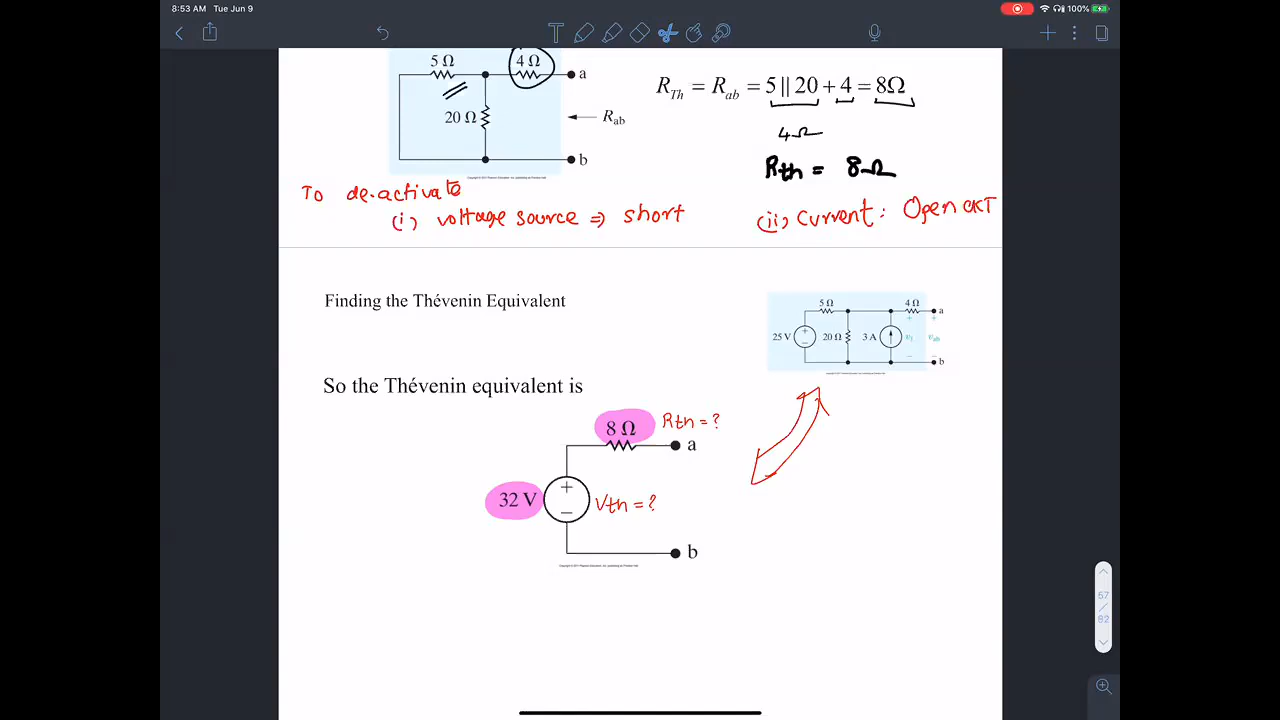 8:53 AM Tue Jun 9
100%
5 Ω
4 Ω
a
20 Ω
R_ab
b
R_Th = R_ab = 5 || 20 + 4 = 8Ω
4Ω
Rth = 8Ω
To de.activate
(i) voltage source ⇒ short
(ii) Current: Open CKT
Finding the Thévenin Equivalent
5 Ω
4 Ω
a
+
+
25 V
+
−
20 Ω
3 A
v₁
v_ab
−
−
b
So the Thévenin equivalent is
8 Ω
Rth = ?
a
32 V
+
−
Vth = ?
b
57
/
82